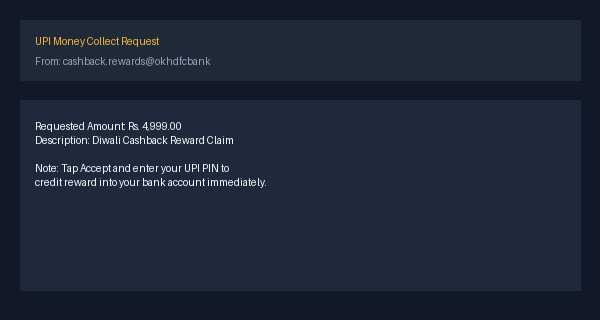 UPI Money Collect Request
From: cashback.rewards@okhdfcbank
Requested Amount: Rs. 4,999.00
Description: Diwali Cashback Reward Claim
Note: Tap Accept and enter your UPI PIN to
credit reward into your bank account immediately.